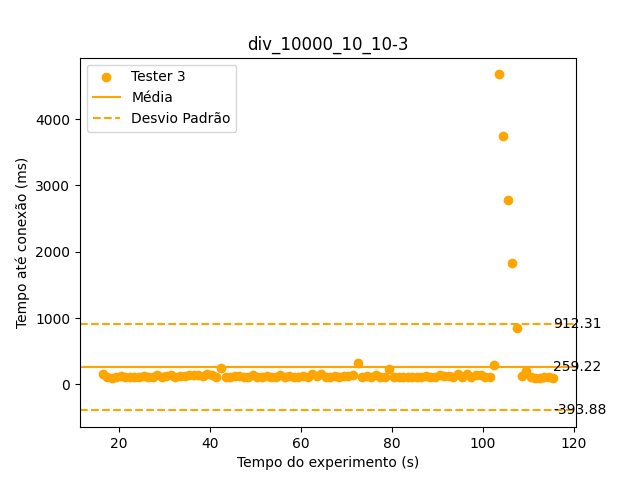 div_10000_10_10-3
Tester 3
Média
Desvio Padrão
Tempo até conexão (ms)
4000
3000
2000
1000
0
912.31
259.22
-393.88
20
40
60
80
100
120
Tempo do experimento (s)